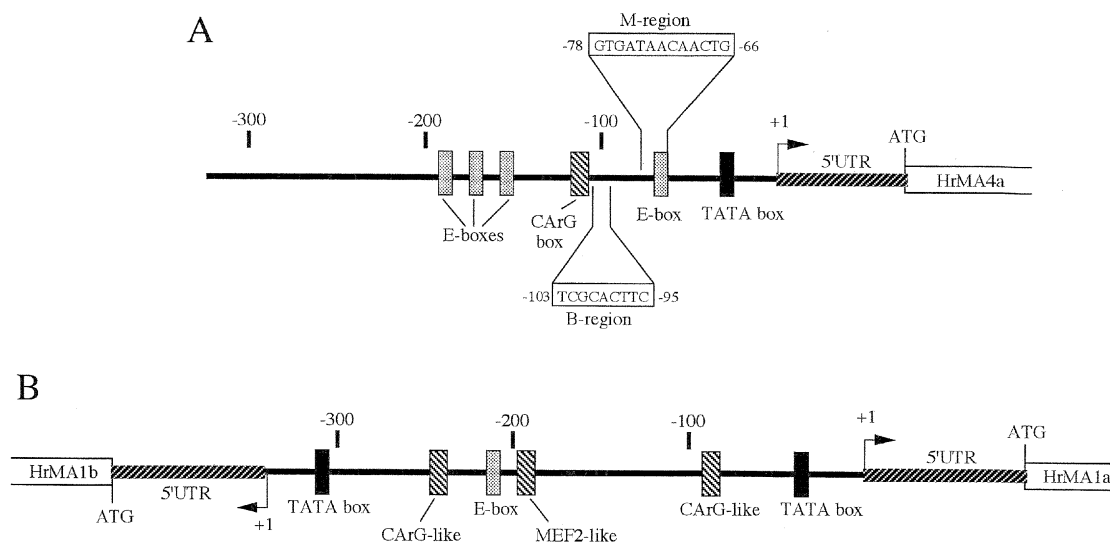 A
M-region
-78 GTGATAACAACTG -66
-300
-200
-100
+1
ATG
5'UTR
HrMA4a
E-boxes
CArG
box
E-box
TATA box
-103 TCGCACTTC -95
B-region
B
-300
-200
-100
+1
ATG
HrMA1b
5'UTR
HrMA1a
5'UTR
ATG
+1
TATA box
CArG-like
E-box
MEF2-like
CArG-like
TATA box